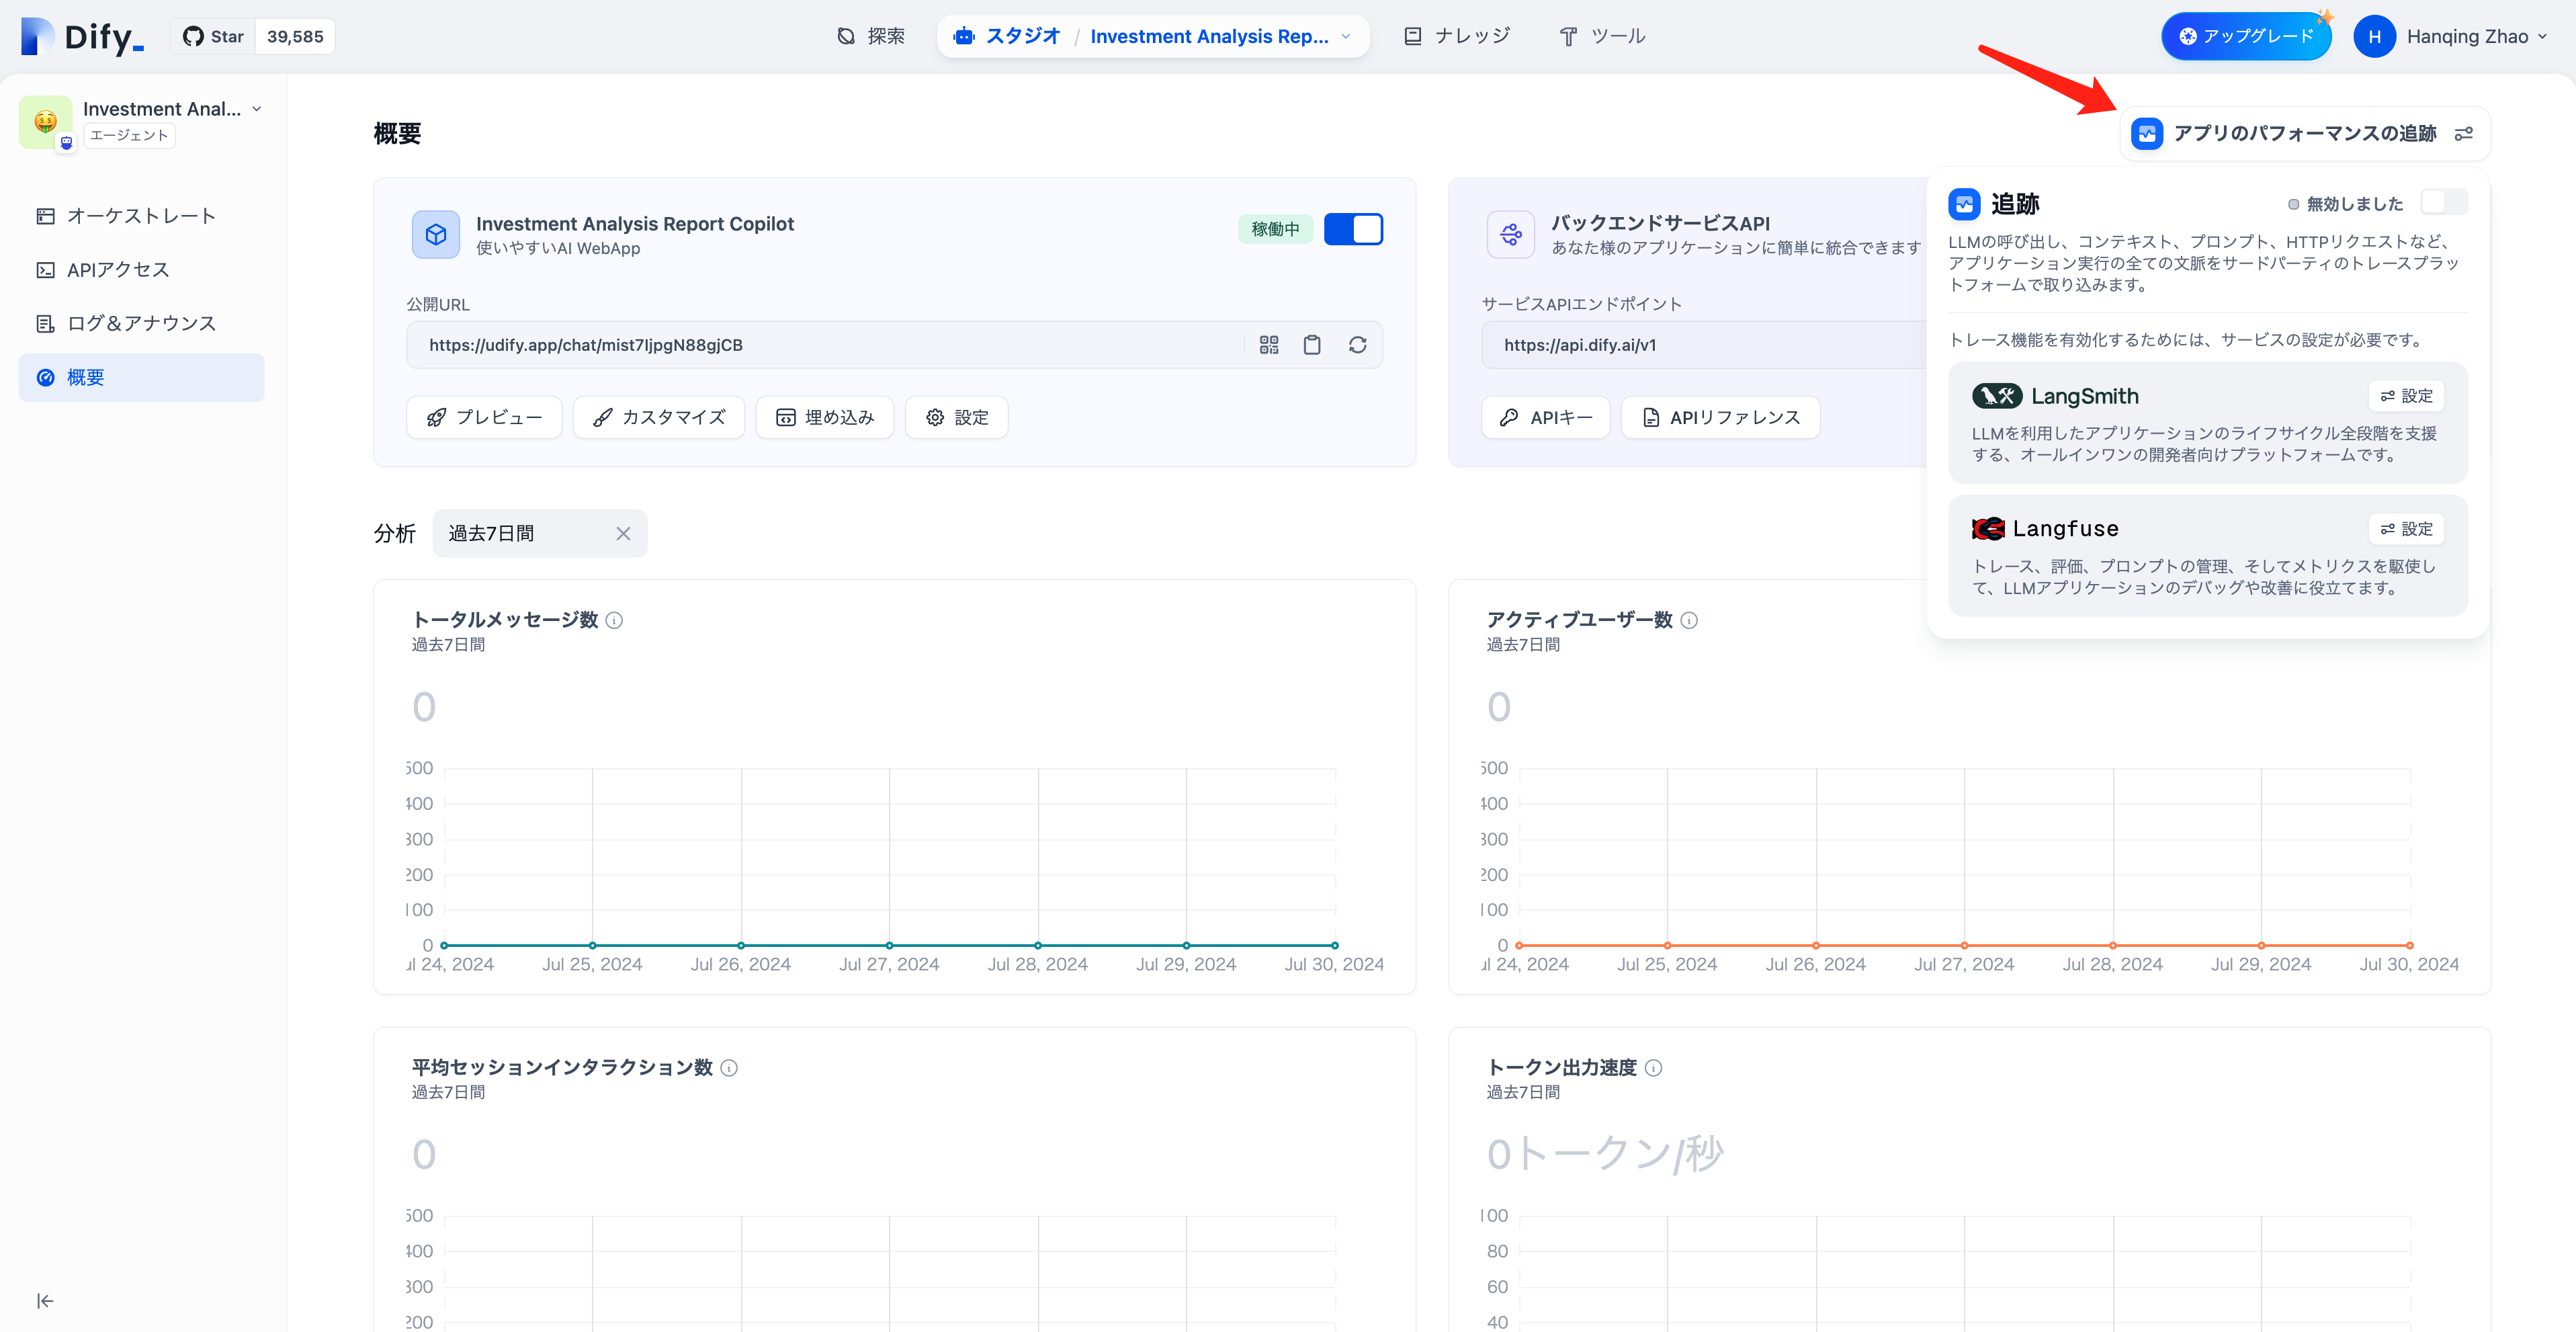 Dify_
Star 39,585
探索
スタジオ / Investment Analysis Rep...
ナレッジ
ツール
アップグレード
H Hanqing Zhao
Investment Anal...
エージェント
オーケストレート
APIアクセス
ログ＆アナウンス
概要
概要
アプリのパフォーマンスの追跡
Investment Analysis Report Copilot
使いやすいAI WebApp
稼働中
公開URL
https://udify.app/chat/mist7IjpgN88gjCB
プレビュー
カスタマイズ
埋め込み
設定
バックエンドサービスAPI
あなた様のアプリケーションに簡単に統合できます
サービスAPIエンドポイント
https://api.dify.ai/v1
APIキー
APIリファレンス
追跡
無効しました
LLMの呼び出し、コンテキスト、プロンプト、HTTPリクエストなど、
アプリケーション実行の全ての文脈をサードパーティのトレースプラッ
トフォームで取り込みます。
トレース機能を有効化するためには、サービスの設定が必要です。
LangSmith
設定
LLMを利用したアプリケーションのライフサイクル全段階を支援
する、オールインワンの開発者向けプラットフォームです。
Langfuse
設定
トレース、評価、プロンプトの管理、そしてメトリクスを駆使し
て、LLMアプリケーションのデバッグや改善に役立てます。
分析
過去7日間
トータルメッセージ数
過去7日間
0
500
400
300
200
100
0
ul 24, 2024 Jul 25, 2024 Jul 26, 2024 Jul 27, 2024 Jul 28, 2024 Jul 29, 2024 Jul 30, 2024
アクティブユーザー数
過去7日間
0
500
400
300
200
100
0
ul 24, 2024 Jul 25, 2024 Jul 26, 2024 Jul 27, 2024 Jul 28, 2024 Jul 29, 2024 Jul 30, 2024
平均セッションインタラクション数
過去7日間
0
500
400
300
200
トークン出力速度
過去7日間
0トークン/秒
100
80
60
40